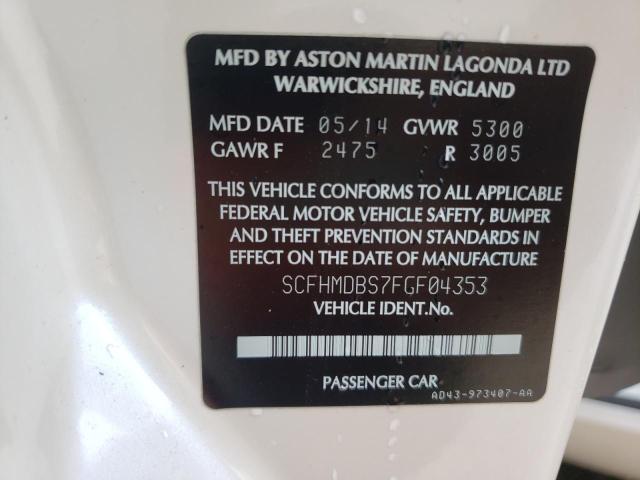 MFD BY ASTON MARTIN LAGONDA LTD
WARWICKSHIRE, ENGLAND
MFD DATE 05/14 GVWR 5300
GAWR F 2475 R 3005
THIS VEHICLE CONFORMS TO ALL APPLICABLE
FEDERAL MOTOR VEHICLE SAFETY, BUMPER
AND THEFT PREVENTION STANDARDS IN
EFFECT ON THE DATE OF MANUFACTURE
SCFHMDBS7FGF04353
VEHICLE IDENT.No.
PASSENGER CAR
AD43-973407-AA